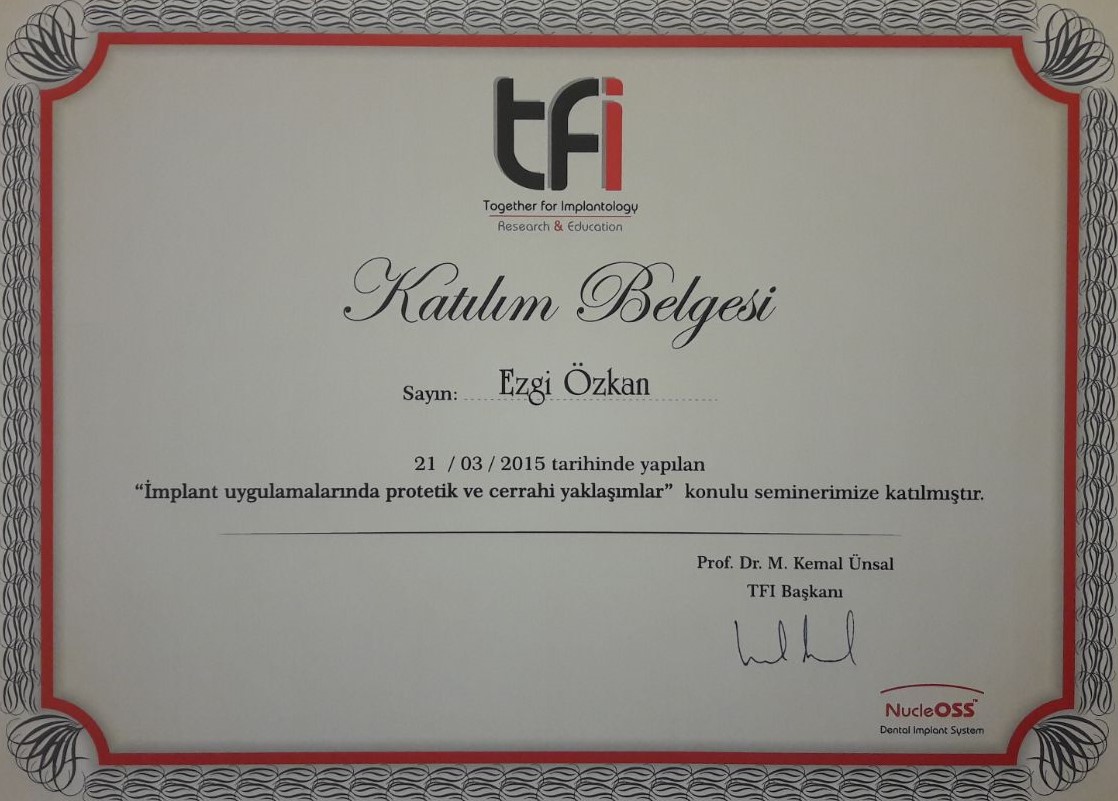 tfi
Together for Implantology
Research & Education
Katılım Belgesi
Sayın: Ezgi Özkan
21 / 03 / 2015 tarihinde yapılan
“İmplant uygulamalarında protetik ve cerrahi yaklaşımlar” konulu seminerimize katılmıştır.
Prof. Dr. M. Kemal Ünsal
TFI Başkanı
NucleOSS™
Dental Implant System